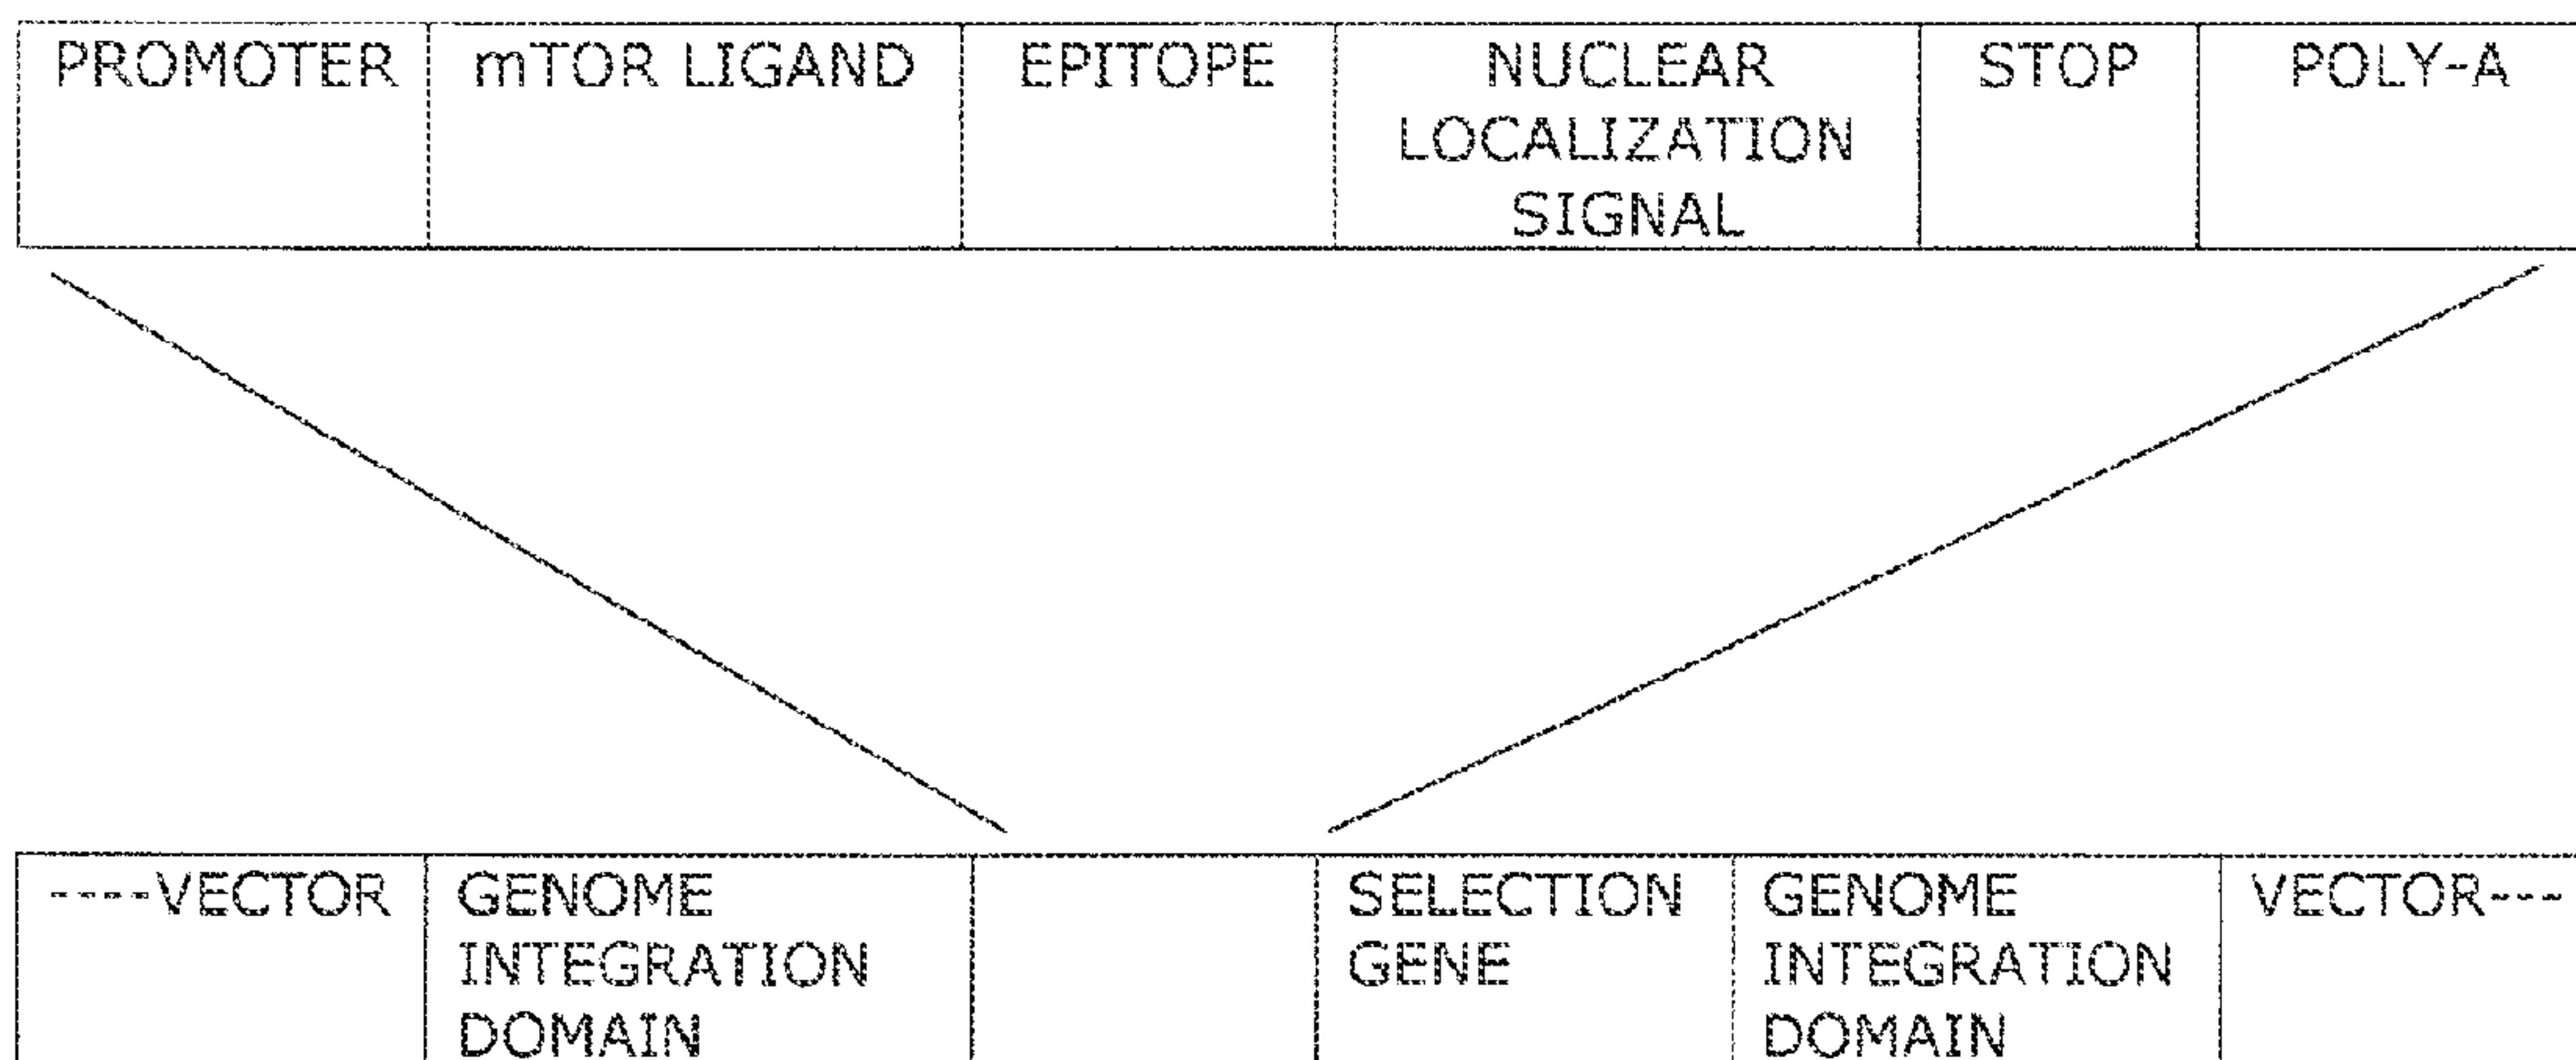 PROMOTER
mTOR LIGAND
EPITOPE
NUCLEAR
LOCALIZATION
SIGNAL
STOP
POLY-A
----VECTOR
GENOME
INTEGRATION
DOMAIN
SELECTION
GENE
GENOME
INTEGRATION
DOMAIN
VECTOR---